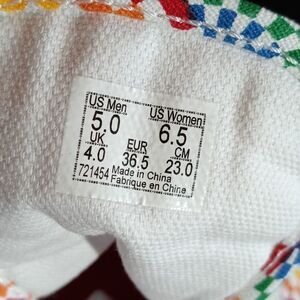 US Men US Women
5.0 6.5
UK EUR CM
4.0 36.5 23.0
721454 Made in China
Fabrique en Chine